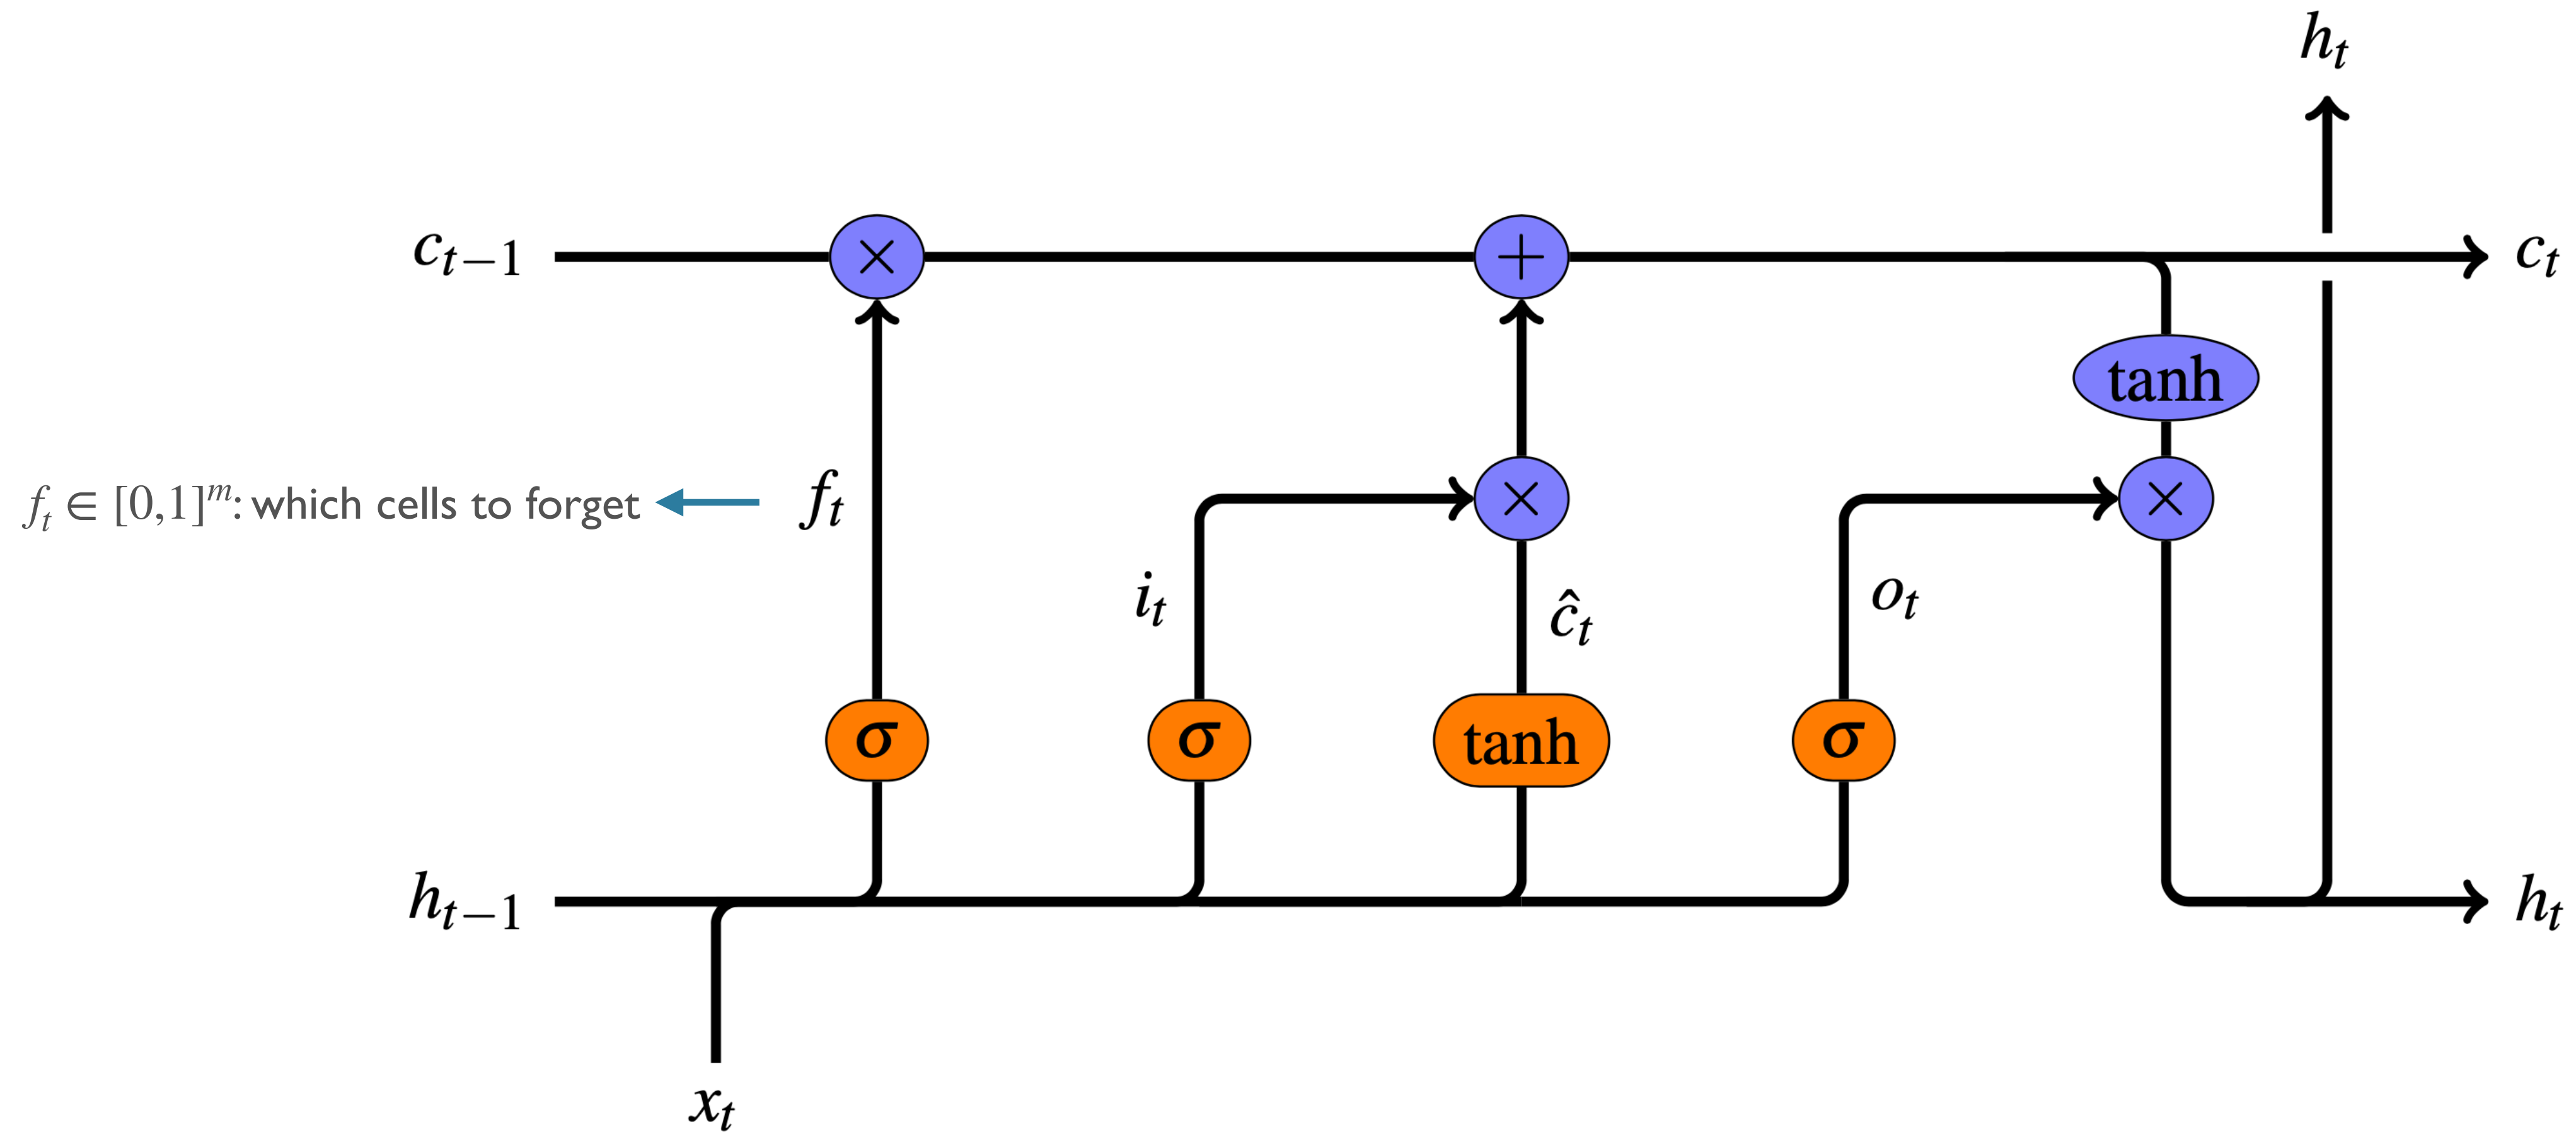 h_t
c_{t−1}
×
+
c_t
tanh
f_t ∈ [0,1]^m: which cells to forget
f_t
×
×
i_t
ĉ_t
o_t
σ
σ
tanh
σ
h_{t−1}
h_t
x_t